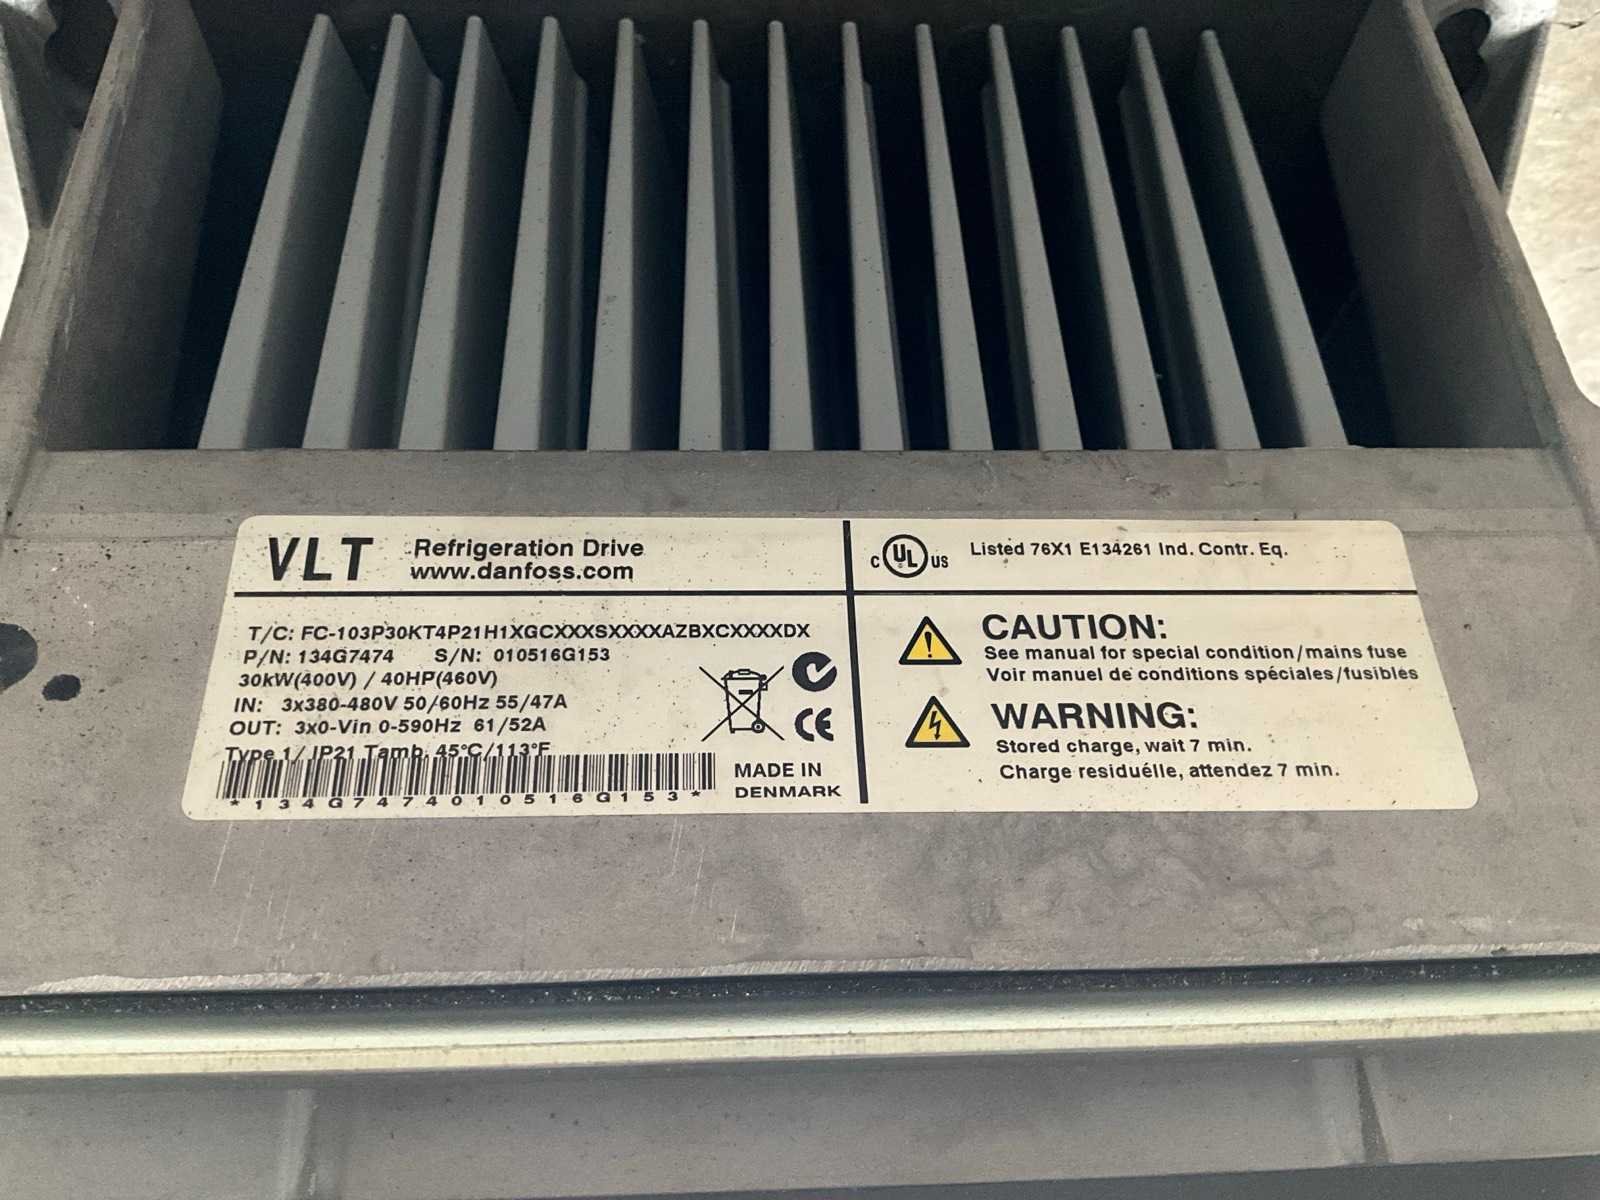 VLT
Refrigeration Drive
www.danfoss.com
T/C: FC-103P30KT4P21H1XGCXXXSXXXXAZBXCXXXXDX
P/N: 134G7474 S/N: 010516G153
30kW(400V) / 40HP(460V)
IN: 3x380-480V 50/60Hz 55/47A
OUT: 3x0-Vin 0-590Hz 61/52A
Type 1/ IP21 Tamb. 45°C/113°F
*134G7474010516G153*
CE
MADE IN
DENMARK
C UL US Listed 76X1 E134261 Ind. Contr. Eq.
CAUTION:
See manual for special condition/mains fuse
Voir manuel de conditions spéciales/fusibles
WARNING:
Stored charge, wait 7 min.
Charge residuélle, attendez 7 min.